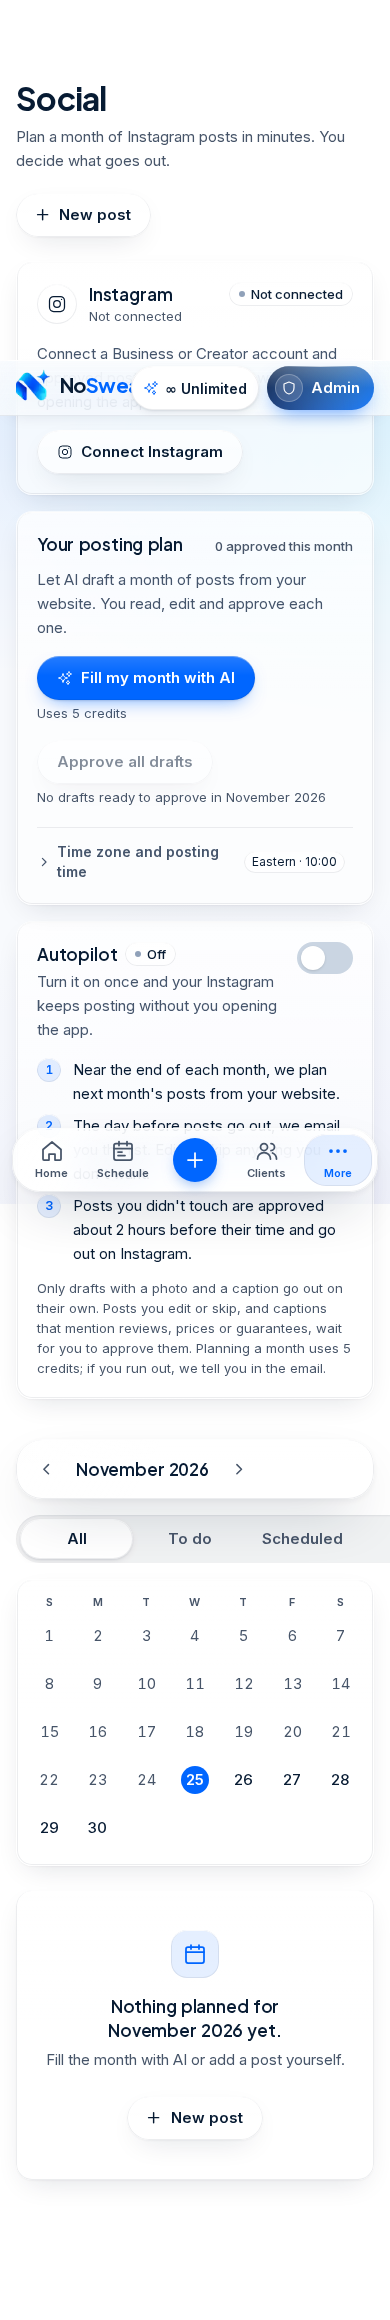 Social
Plan a month of Instagram posts in minutes. You
decide what goes out.
New post
Instagram
Not connected
Not connected
Connect a Business or Creator account and
NoSwea
∞ Unlimited
Admin
opening the
Connect Instagram
Your posting plan
0 approved this month
Let AI draft a month of posts from your
website. You read, edit and approve each
one.
Fill my month with AI
Uses 5 credits
Approve all drafts
No drafts ready to approve in November 2026
Time zone and posting
time
Eastern · 10:00
Autopilot
Off
Turn it on once and your Instagram
keeps posting without you opening
the app.
1 Near the end of each month, we plan
next month's posts from your website.
2 The day before posts go out, we email
Home
Schedule
Clients
More
3 Posts you didn't touch are approved
about 2 hours before their time and go
out on Instagram.
Only drafts with a photo and a caption go out on
their own. Posts you edit or skip, and captions
that mention reviews, prices or guarantees, wait
for you to approve them. Planning a month uses 5
credits; if you run out, we tell you in the email.
November 2026
All To do Scheduled
S M T W T F S
1 2 3 4 5 6 7
8 9 10 11 12 13 14
15 16 17 18 19 20 21
22 23 24 25 26 27 28
29 30
Nothing planned for
November 2026 yet.
Fill the month with AI or add a post yourself.
New post